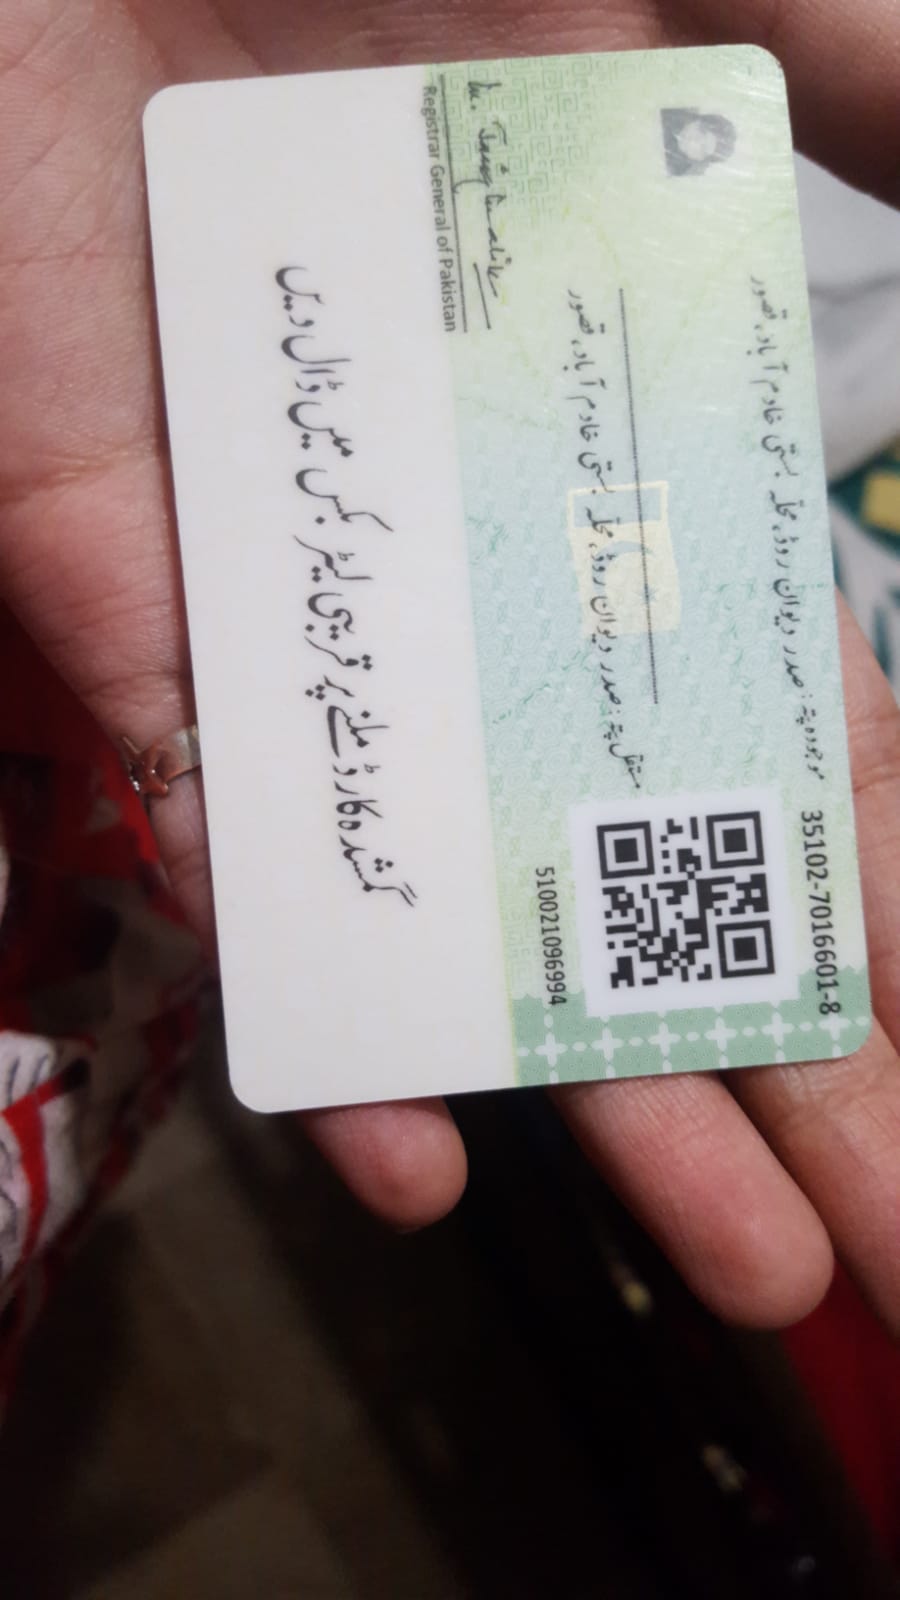 35102-7016601-8
موجودہ پتہ: صدر دیوان روڈ، محلہ بستی خادم آباد، قصور
مستقل پتہ: صدر دیوان روڈ، محلہ بستی خادم آباد، قصور
510021096994
Registrar General of Pakistan
گمشدہ کارڈ ملنے پر قریبی لیٹر بکس میں ڈال دیں